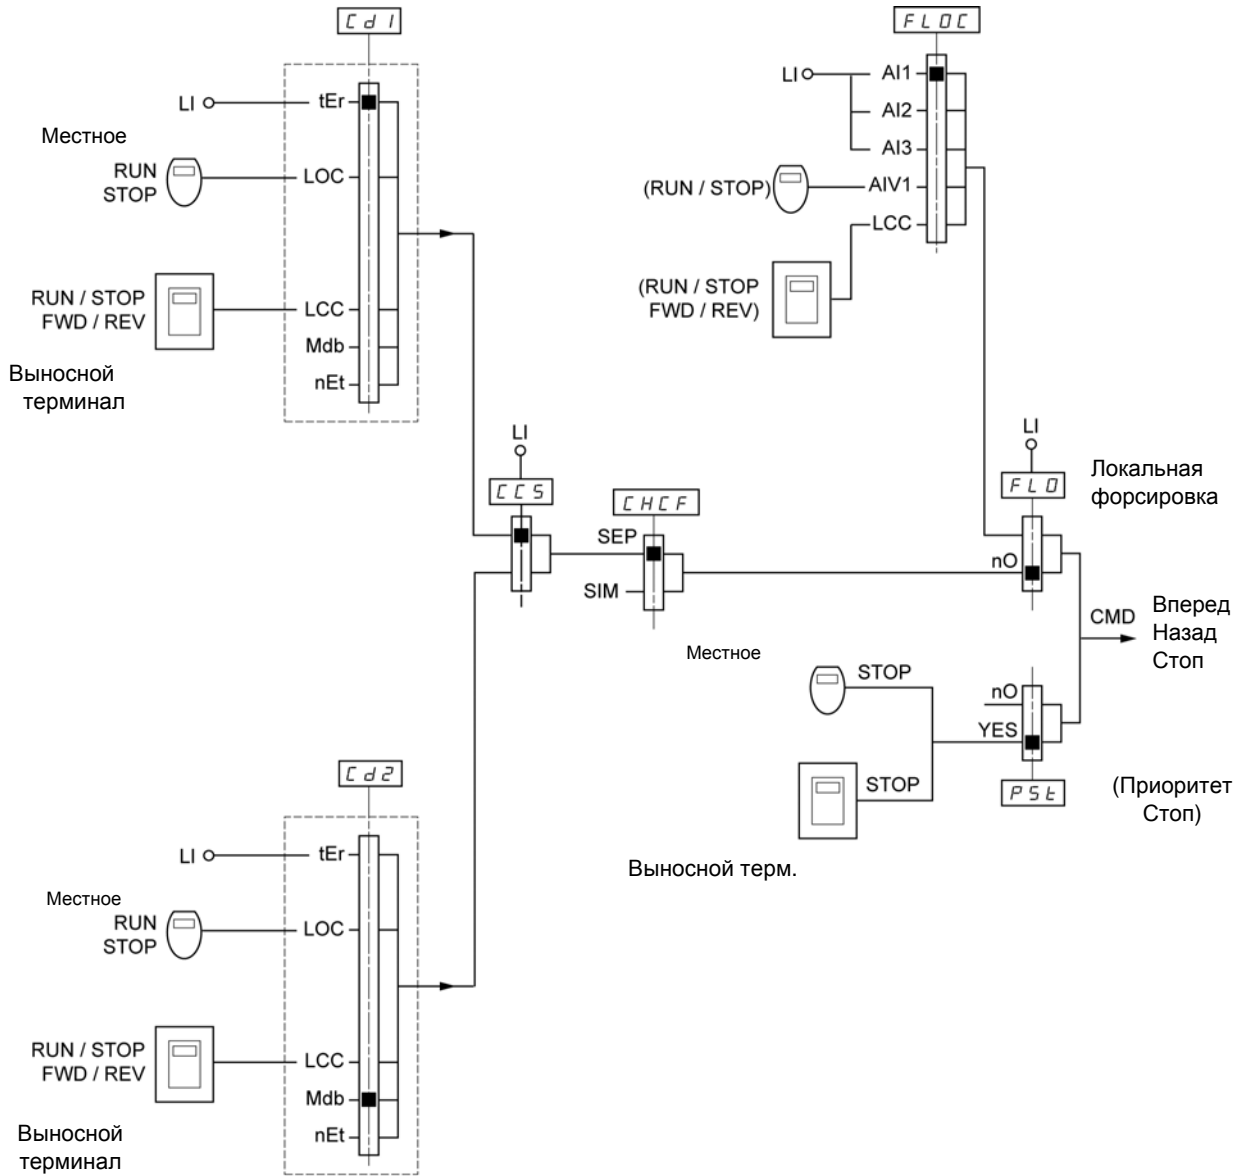 Cd1
LI
tEr
Местное
RUN
STOP
LOC
RUN / STOP
FWD / REV
LCC
Mdb
nEt
Выносной
терминал
FLOC
LI
AI1
AI2
AI3
(RUN / STOP)
AIV1
LCC
(RUN / STOP
FWD / REV)
LI
CCS
CHCF
SEP
SIM
LI
FLO
Локальная
форсировка
nO
CMD
Вперед
Назад
Стоп
Местное
STOP
nO
YES
STOP
PSt
(Приоритет
Стоп)
Выносной терм.
Cd2
LI
tEr
Местное
RUN
STOP
LOC
RUN / STOP
FWD / REV
LCC
Mdb
nEt
Выносной
терминал